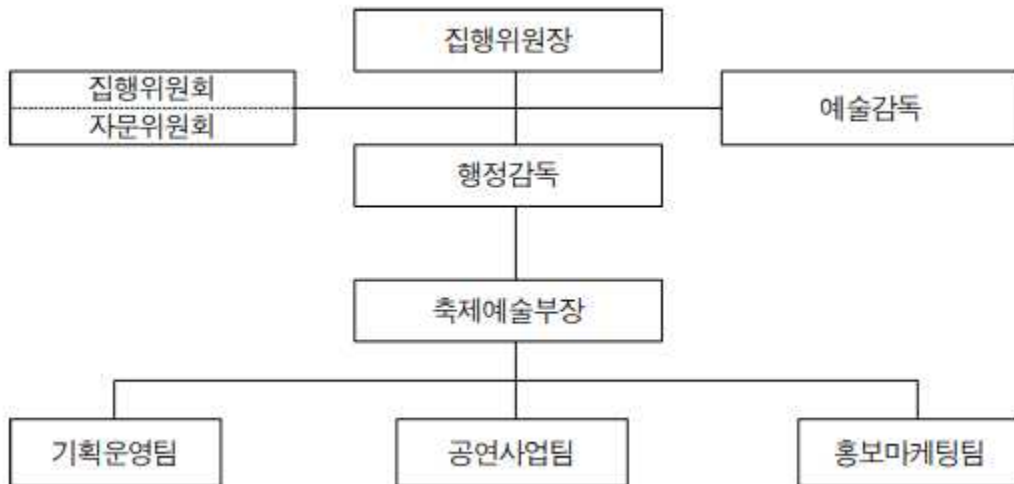 집행위원장
집행위원회
자문위원회
예술감독
행정감독
축제예술부장
기획운영팀
공연사업팀
홍보마케팅팀